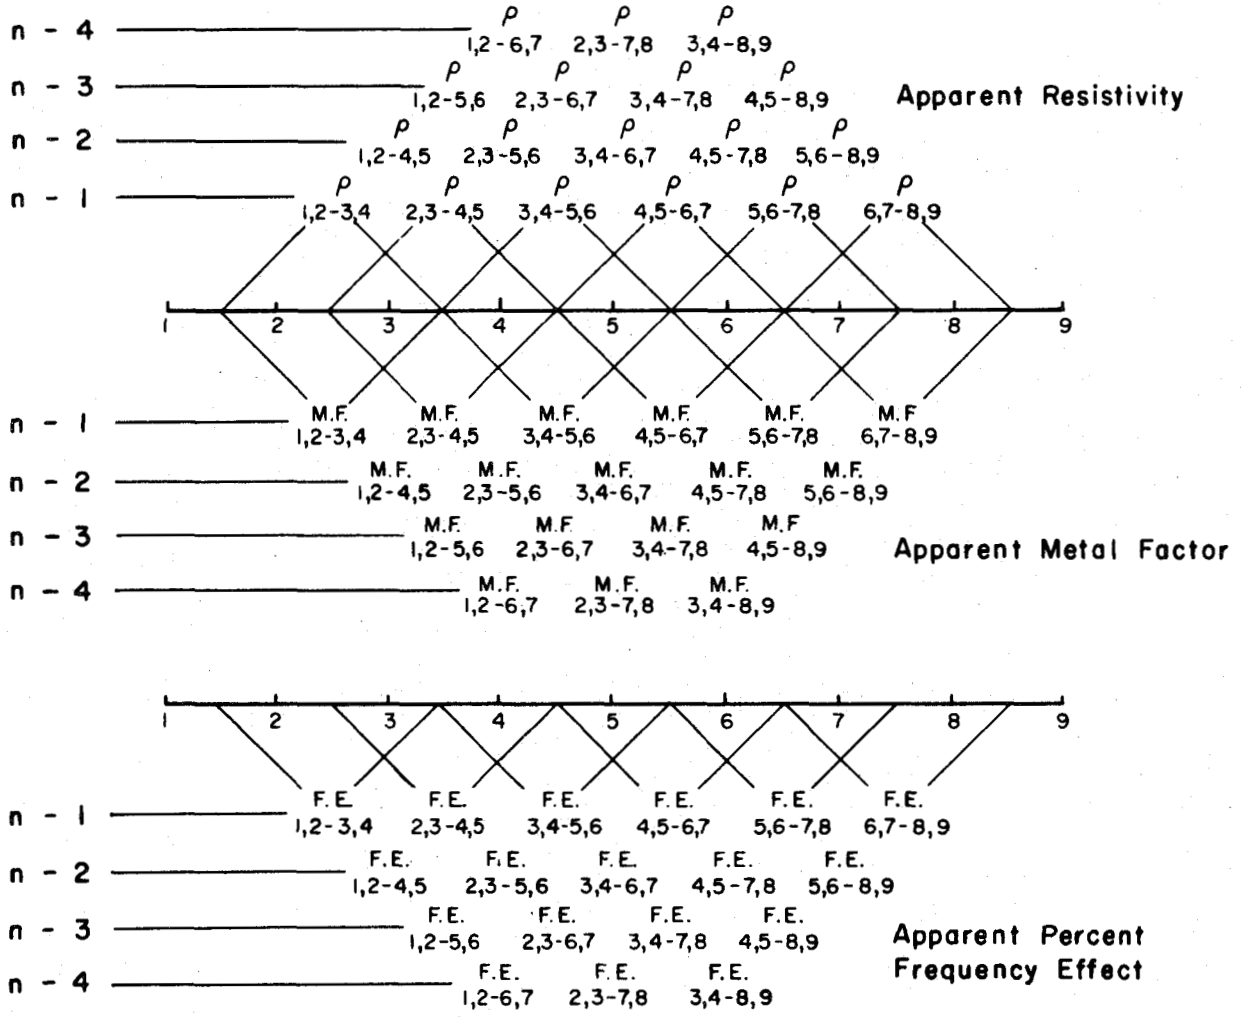 n - 4 ρ ρ ρ
1,2-6,7 2,3-7,8 3,4-8,9
n - 3 ρ ρ ρ ρ
1,2-5,6 2,3-6,7 3,4-7,8 4,5-8,9
Apparent Resistivity
n - 2 ρ ρ ρ ρ ρ
1,2-4,5 2,3-5,6 3,4-6,7 4,5-7,8 5,6-8,9
n - 1 ρ ρ ρ ρ ρ ρ
1,2-3,4 2,3-4,5 3,4-5,6 4,5-6,7 5,6-7,8 6,7-8,9
1 2 3 4 5 6 7 8 9
n - 1 M.F. M.F. M.F. M.F. M.F. M.F
1,2-3,4 2,3-4,5 3,4-5,6 4,5-6,7 5,6-7,8 6,7-8,9
n - 2 M.F. M.F. M.F. M.F. M.F.
1,2-4,5 2,3-5,6 3,4-6,7 4,5-7,8 5,6-8,9
n - 3 M.F. M.F. M.F. M.F
1,2-5,6 2,3-6,7 3,4-7,8 4,5-8,9
Apparent Metal Factor
n - 4 M.F. M.F. M.F.
1,2-6,7 2,3-7,8 3,4-8,9
1 2 3 4 5 6 7 8 9
n - 1 F.E. F.E. F.E. F.E. F.E. F.E.
1,2-3,4 2,3-4,5 3,4-5,6 4,5-6,7 5,6-7,8 6,7-8,9
n - 2 F.E. F.E. F.E. F.E. F.E.
1,2-4,5 2,3-5,6 3,4-6,7 4,5-7,8 5,6-8,9
n - 3 F.E. F.E. F.E. F.E.
1,2-5,6 2,3-6,7 3,4-7,8 4,5-8,9
Apparent Percent
Frequency Effect
n - 4 F.E. F.E. F.E.
1,2-6,7 2,3-7,8 3,4-8,9